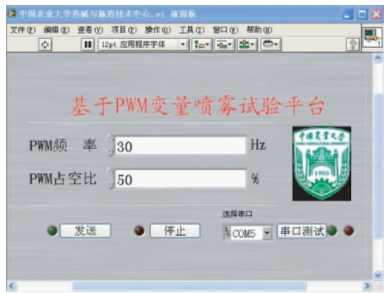 中国农业大学药械与施药技术中心.vi 前面板
文件(F) 编辑(E) 查看(V) 项目(P) 操作(O) 工具(T) 窗口(W) 帮助(H)
12pt 应用程序字体
基于PWM变量喷雾试验平台
PWM频 率 30 Hz
PWM占空比 50 %
1905
选择串口
发送 停止 COM5 串口测试